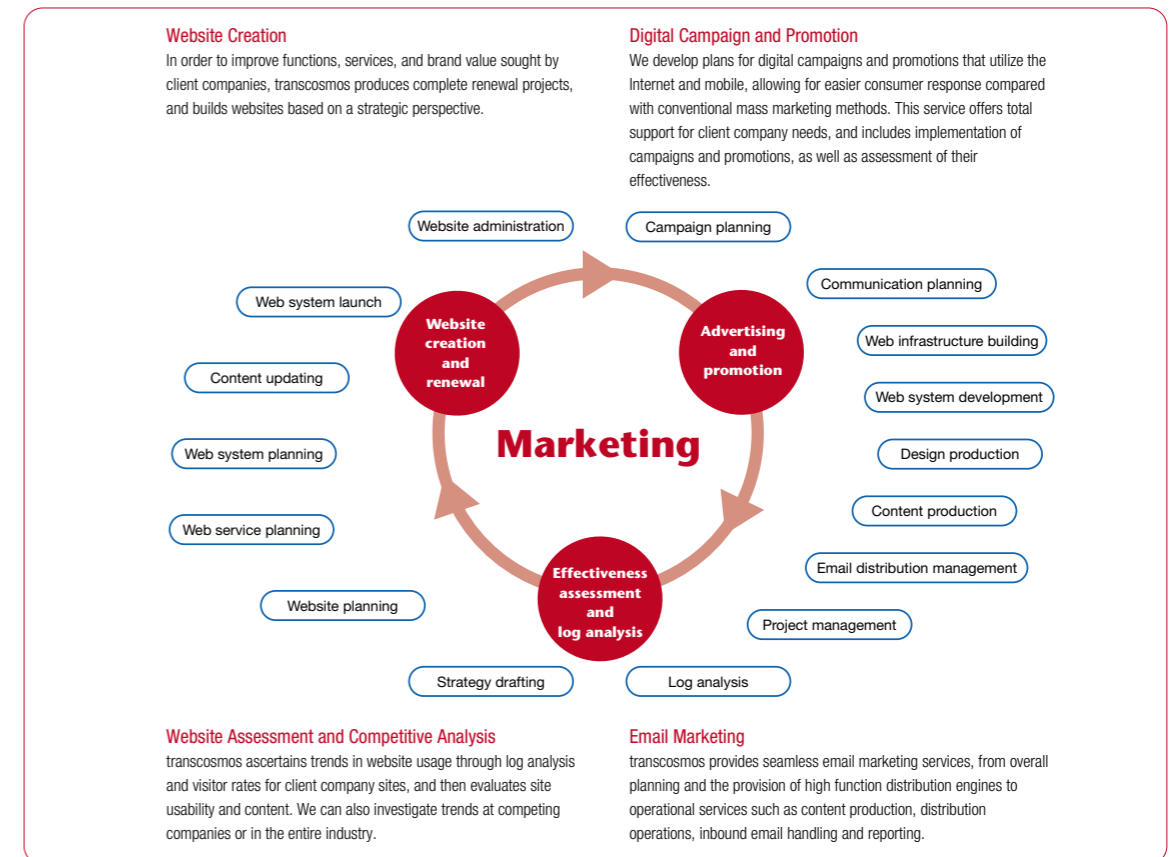 Website Creation
In order to improve functions, services, and brand value sought by
client companies, transcosmos produces complete renewal projects,
and builds websites based on a strategic perspective.
Digital Campaign and Promotion
We develop plans for digital campaigns and promotions that utilize the
Internet and mobile, allowing for easier consumer response compared
with conventional mass marketing methods. This service offers total
support for client company needs, and includes implementation of
campaigns and promotions, as well as assessment of their
effectiveness.
Website administration
Campaign planning
Web system launch
Communication planning
Website
creation
and
renewal
Advertising
and
promotion
Web infrastructure building
Content updating
Web system development
Marketing
Web system planning
Design production
Content production
Web service planning
Email distribution management
Effectiveness
assessment
and
log analysis
Website planning
Project management
Strategy drafting
Log analysis
Website Assessment and Competitive Analysis
transcosmos ascertains trends in website usage through log analysis
and visitor rates for client company sites, and then evaluates site
usability and content. We can also investigate trends at competing
companies or in the entire industry.
Email Marketing
transcosmos provides seamless email marketing services, from overall
planning and the provision of high function distribution engines to
operational services such as content production, distribution
operations, inbound email handling and reporting.